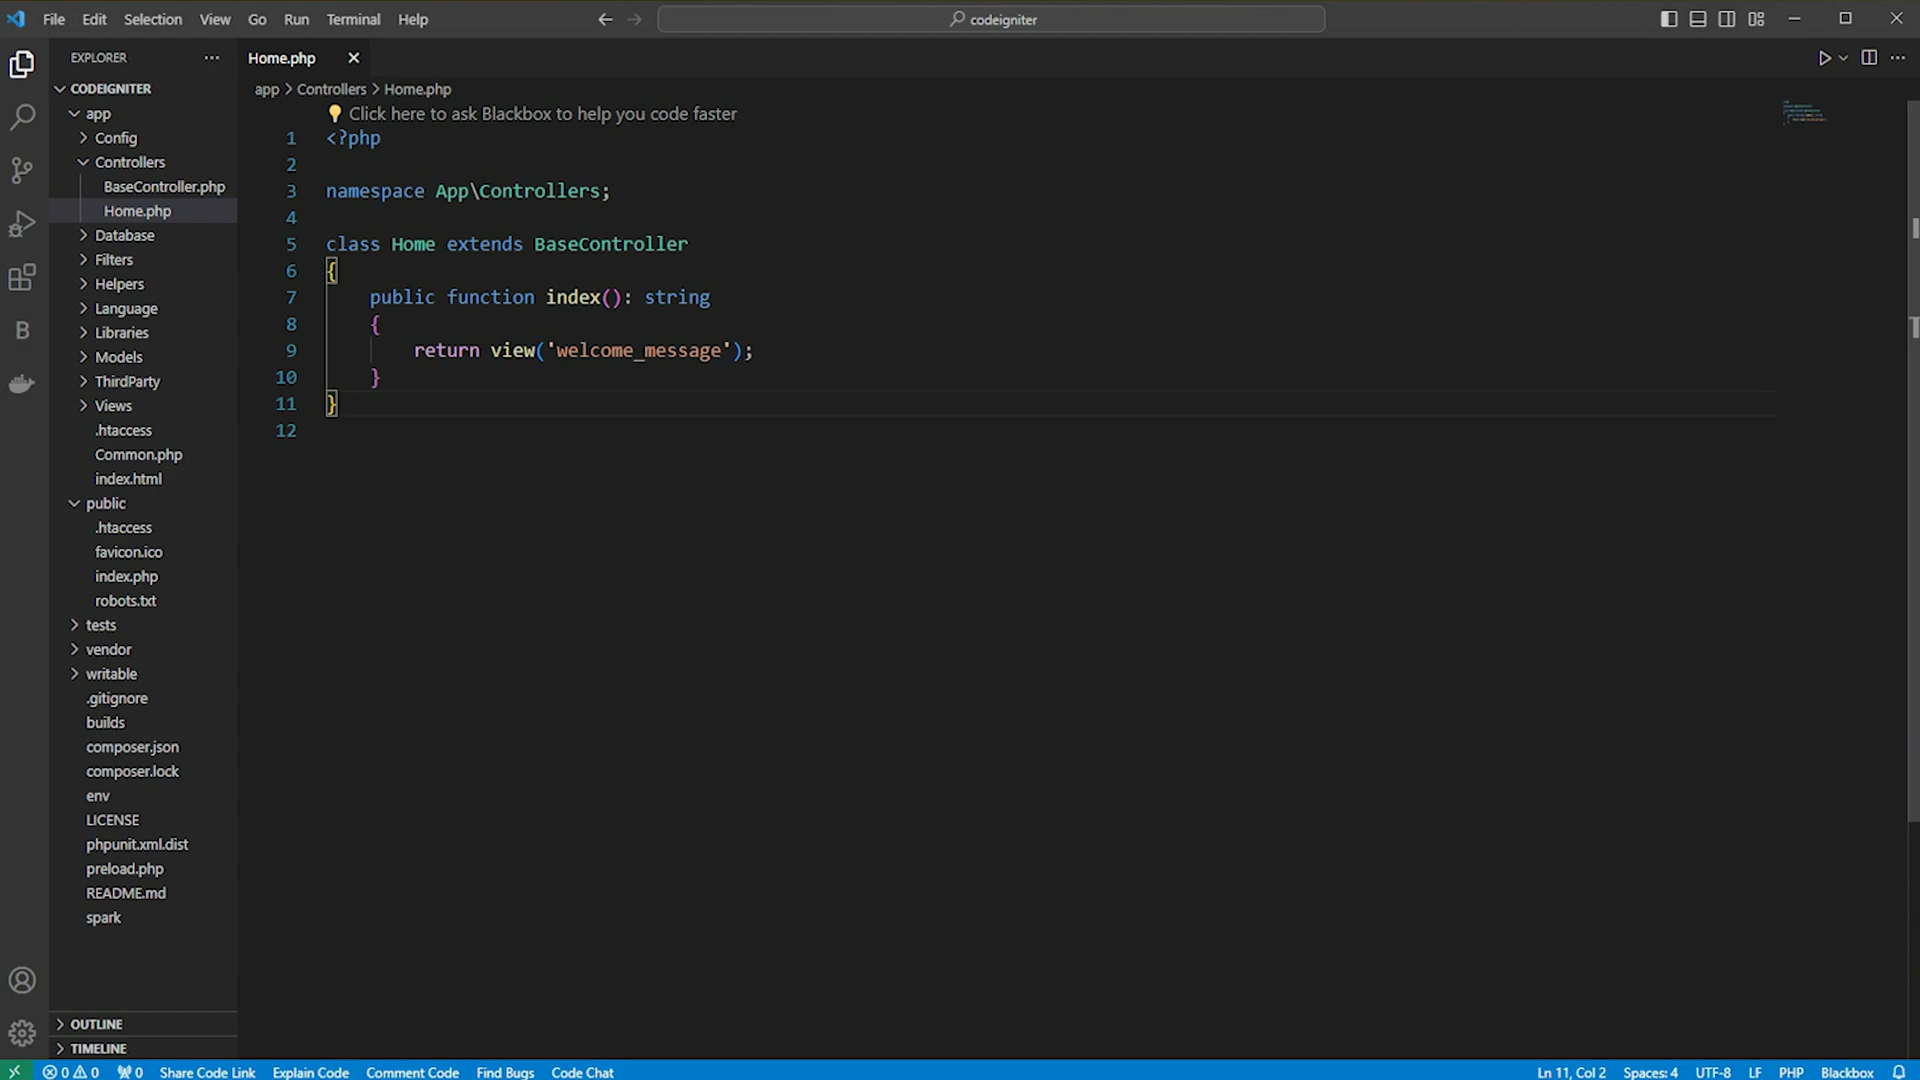 File Edit Selection View Go Run Terminal Help
codeigniter
EXPLORER
Home.php
CODEIGNITER
app
Config
Controllers
BaseController.php
Home.php
Database
Filters
Helpers
Language
Libraries
Models
ThirdParty
Views
.htaccess
Common.php
index.html
public
.htaccess
favicon.ico
index.php
robots.txt
tests
vendor
writable
.gitignore
builds
composer.json
composer.lock
env
LICENSE
phpunit.xml.dist
preload.php
README.md
spark
OUTLINE
TIMELINE
app > Controllers > Home.php
Click here to ask Blackbox to help you code faster
1 <?php
2
3 namespace App\Controllers;
4
5 class Home extends BaseController
6 {
7     public function index(): string
8     {
9         return view('welcome_message');
10     }
11 }
12
B
0 0 0 Share Code Link Explain Code Comment Code Find Bugs Code Chat
Ln 11, Col 2 Spaces: 4 UTF-8 LF PHP Blackbox